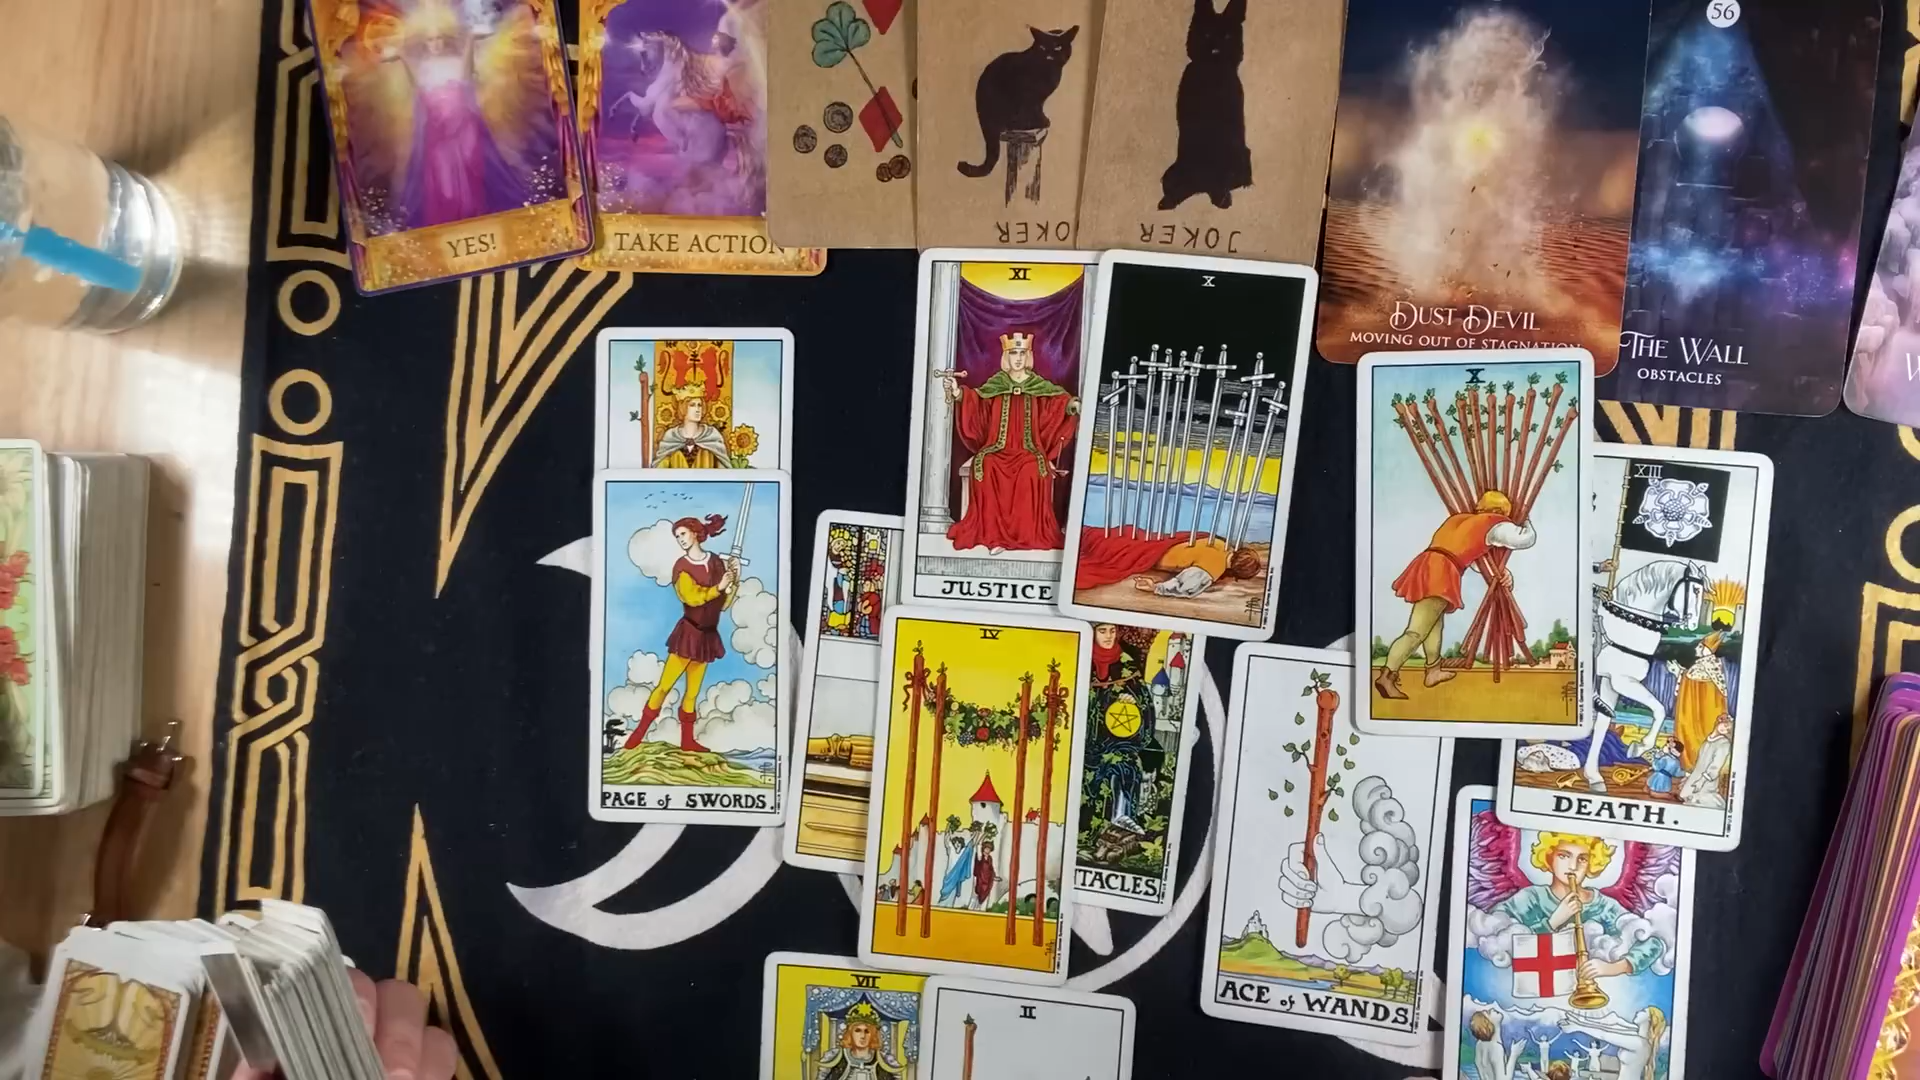 56
YES!
TAKE ACTION
JOKER
JOKER
DUST DEVIL
MOVING OUT OF STAGNATION
THE WALL
OBSTACLES
XI
JUSTICE
X
X
XIII
DEATH.
PAGE of SWORDS.
IV
TACLES.
ACE of WANDS.
VII
II